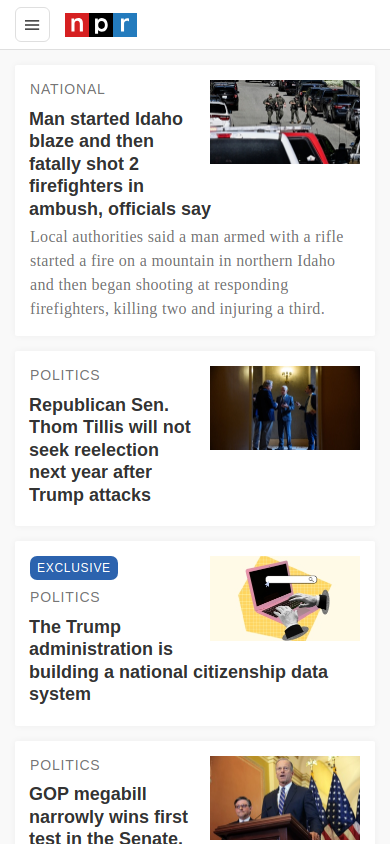 npr
NATIONAL
Man started Idaho
blaze and then
fatally shot 2
firefighters in
ambush, officials say
Local authorities said a man armed with a rifle
started a fire on a mountain in northern Idaho
and then began shooting at responding
firefighters, killing two and injuring a third.
POLITICS
Republican Sen.
Thom Tillis will not
seek reelection
next year after
Trump attacks
EXCLUSIVE
POLITICS
The Trump
administration is
building a national citizenship data
system
POLITICS
GOP megabill
narrowly wins first
test in the Senate,